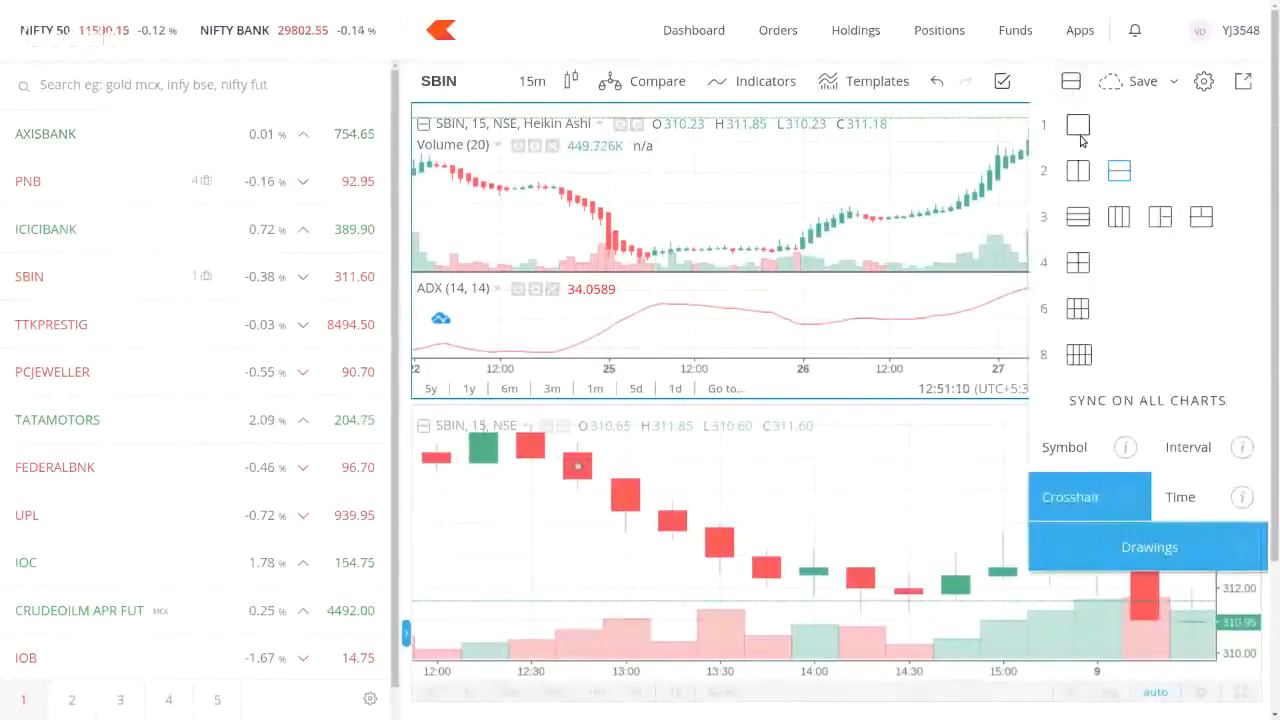 NIFTY 50 11590.15 -0.12 % NIFTY BANK 29802.55 -0.14 %
Dashboard Orders Holdings Positions Funds Apps VD YJ3548
Search eg: gold mcx, infy bse, nifty fut
SBIN 15m Compare Indicators Templates Save
AXISBANK 0.01 % 754.65
PNB 4 -0.16 % 92.95
ICICIBANK 0.72 % 389.90
SBIN 1 -0.38 % 311.60
TTKPRESTIG -0.03 % 8494.50
PCJEWELLER -0.55 % 90.70
TATAMOTORS 2.09 % 204.75
FEDERALBNK -0.46 % 96.70
UPL -0.72 % 939.95
IOC 1.78 % 154.75
CRUDEOILM APR FUT MCX 0.25 % 4492.00
IOB -1.67 % 14.75
1 2 3 4 5
SBIN, 15, NSE, Heikin Ashi O310.23 H311.85 L310.23 C311.18
Volume (20) 449.726K n/a
ADX (14, 14) 34.0589
22 12:00 25 12:00 26 12:00 27
5y 1y 6m 3m 1m 5d 1d Go to... 12:51:10 (UTC+5:3
SBIN, 15, NSE O310.65 H311.85 L310.60 C311.60
312.00
310.95
310.00
12:00 12:30 13:00 13:30 14:00 14:30 15:00 9
auto
1
2
3
4
6
8
SYNC ON ALL CHARTS
Symbol Interval
Crosshair Time
Drawings